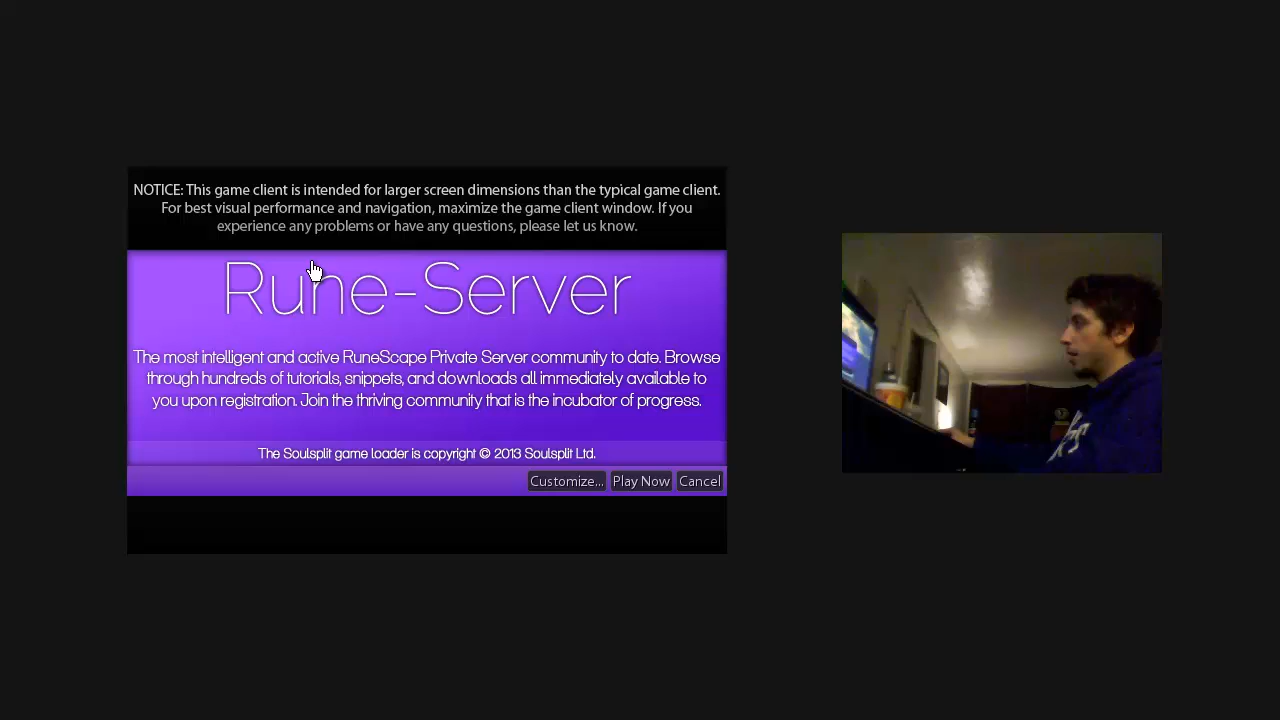 NOTICE: This game client is intended for larger screen dimensions than the typical game client.
For best visual performance and navigation, maximize the game client window. If you
experience any problems or have any questions, please let us know.
Rune-Server
The most intelligent and active RuneScape Private Server community to date. Browse
through hundreds of tutorials, snippets, and downloads all immediately available to
you upon registration. Join the thriving community that is the incubator of progress.
The Soulsplit game loader is copyright © 2013 Soulsplit Ltd.
Customize... Play Now Cancel